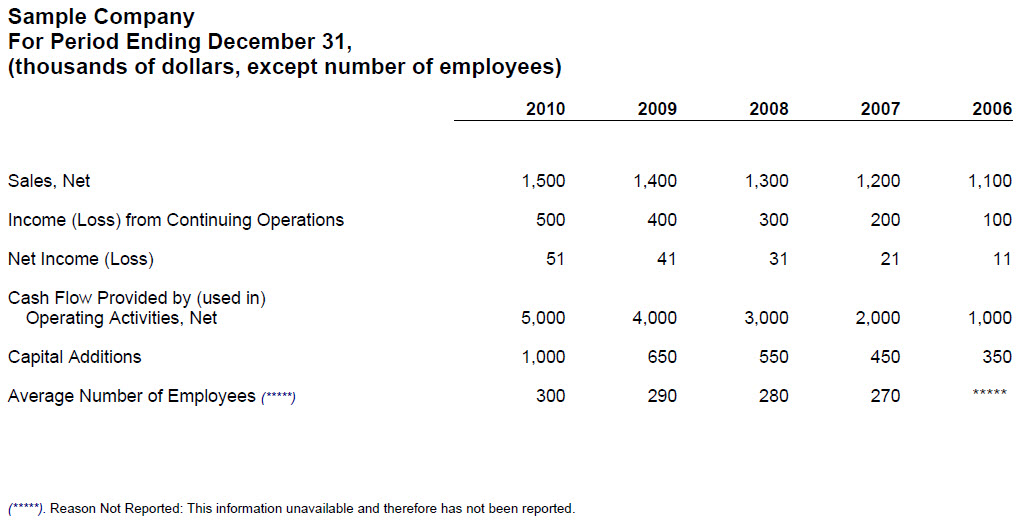 Sample Company
For Period Ending December 31,
(thousands of dollars, except number of employees)
2010 2009 2008 2007 2006
Sales, Net 1,500 1,400 1,300 1,200 1,100
Income (Loss) from Continuing Operations 500 400 300 200 100
Net Income (Loss) 51 41 31 21 11
Cash Flow Provided by (used in)
Operating Activities, Net 5,000 4,000 3,000 2,000 1,000
Capital Additions 1,000 650 550 450 350
Average Number of Employees (*****) 300 290 280 270 *****
(*****). Reason Not Reported: This information unavailable and therefore has not been reported.